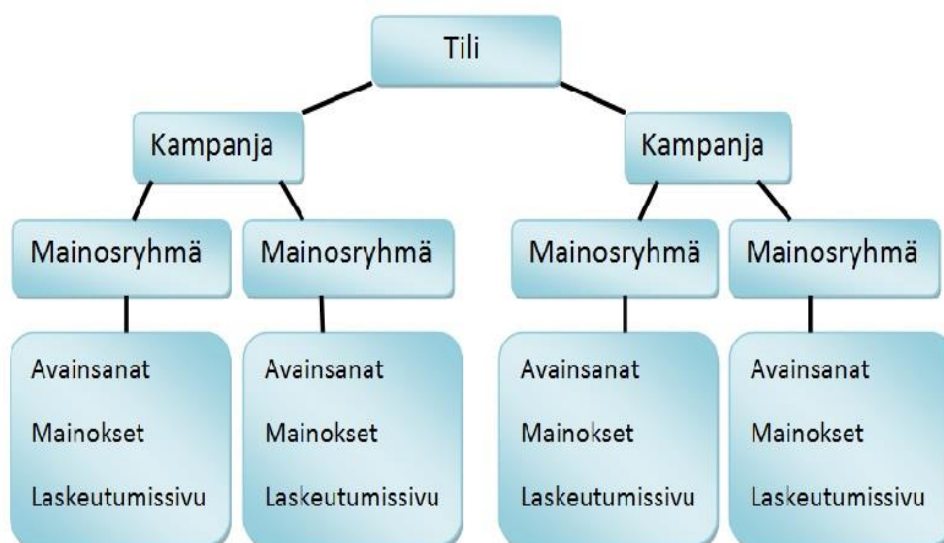 Tili
Kampanja
Kampanja
Mainosryhmä
Mainosryhmä
Mainosryhmä
Mainosryhmä
Avainsanat
Mainokset
Laskeutumissivu
Avainsanat
Mainokset
Laskeutumissivu
Avainsanat
Mainokset
Laskeutumissivu
Avainsanat
Mainokset
Laskeutumissivu